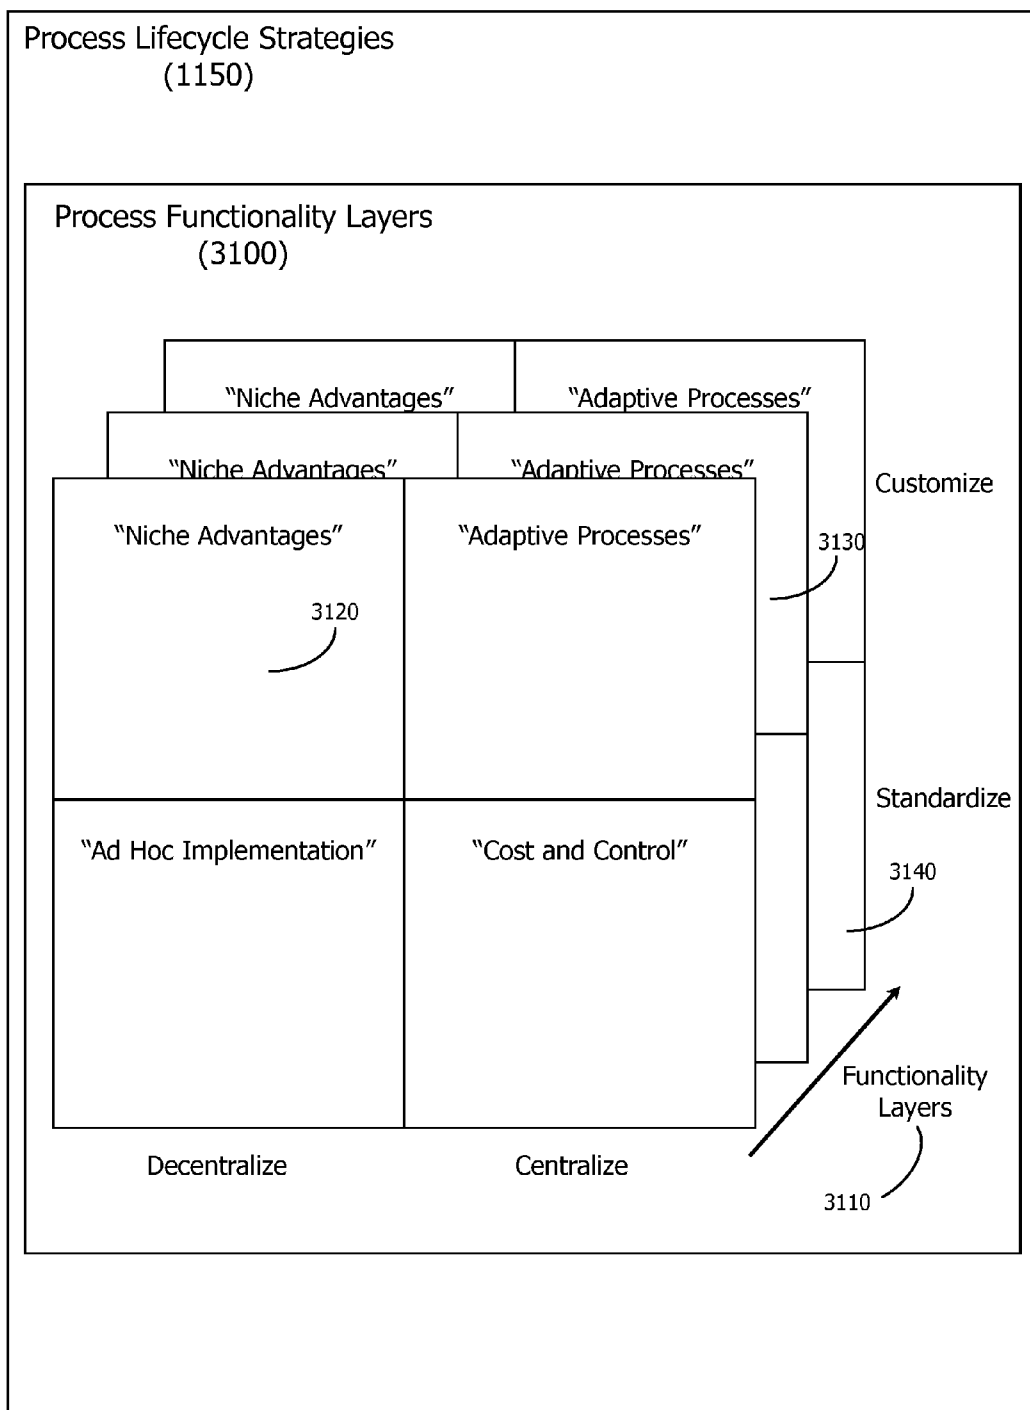 Process Lifecycle Strategies
(1150)
Process Functionality Layers
(3100)
“Niche Advantages” “Adaptive Processes”
“Niche Advantages” “Adaptive Processes”
Customize
“Niche Advantages” “Adaptive Processes”
3130
3120
Standardize
“Ad Hoc Implementation” “Cost and Control”
3140
Functionality
Layers
Decentralize Centralize
3110